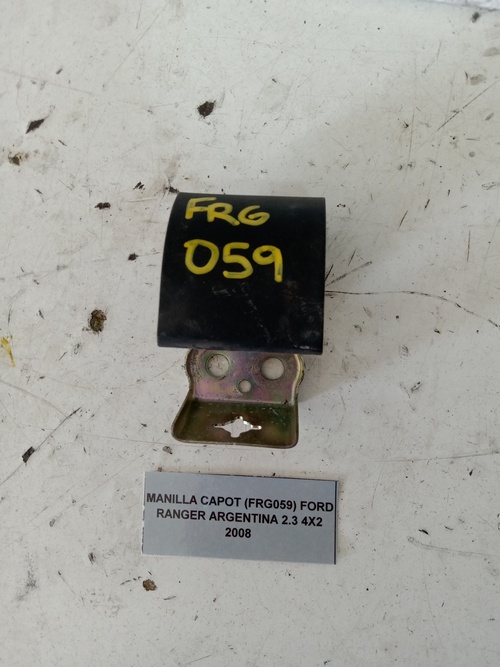 FRG
059
MANILLA CAPOT (FRG059) FORD
RANGER ARGENTINA 2.3 4X2
2008